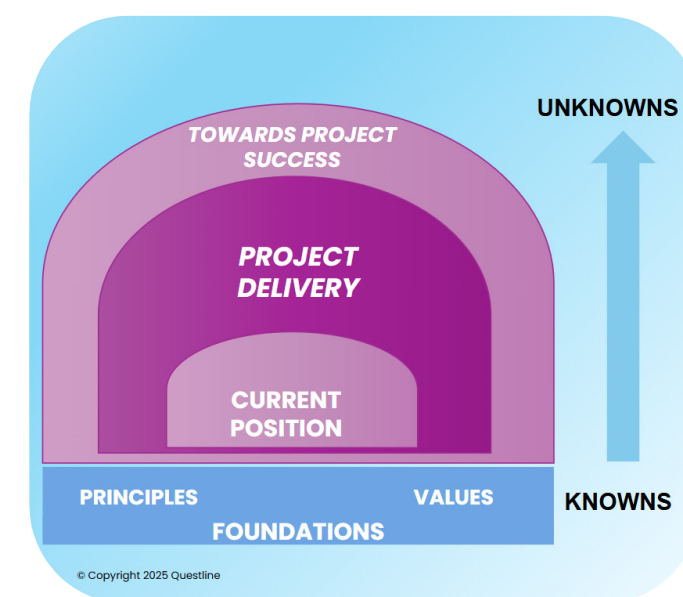 UNKNOWNS
TOWARDS PROJECT
SUCCESS
PROJECT
DELIVERY
CURRENT
POSITION
PRINCIPLES
VALUES
KNOWNS
FOUNDATIONS
© Copyright 2025 Questline